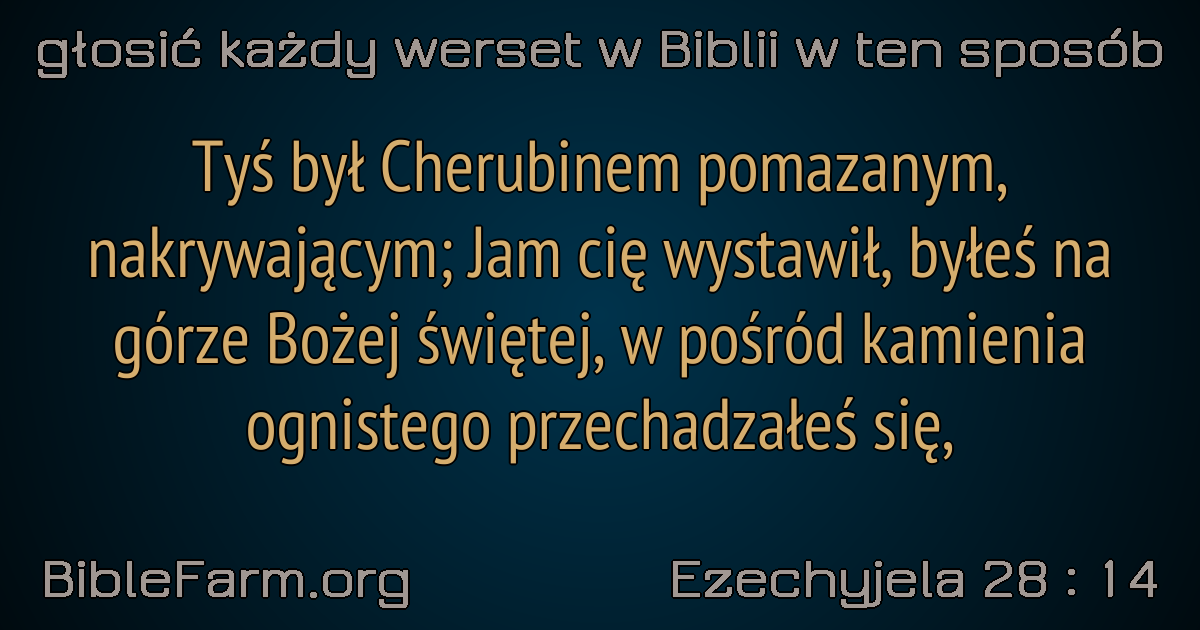 głosić każdy werset w Biblii w ten sposób
Tyś był Cherubinem pomazanym,
nakrywającym; Jam cię wystawił, byłeś na
górze Bożej świętej, w pośród kamienia
ognistego przechadzałeś się,
BibleFarm.org
Ezechyjela 28 : 14